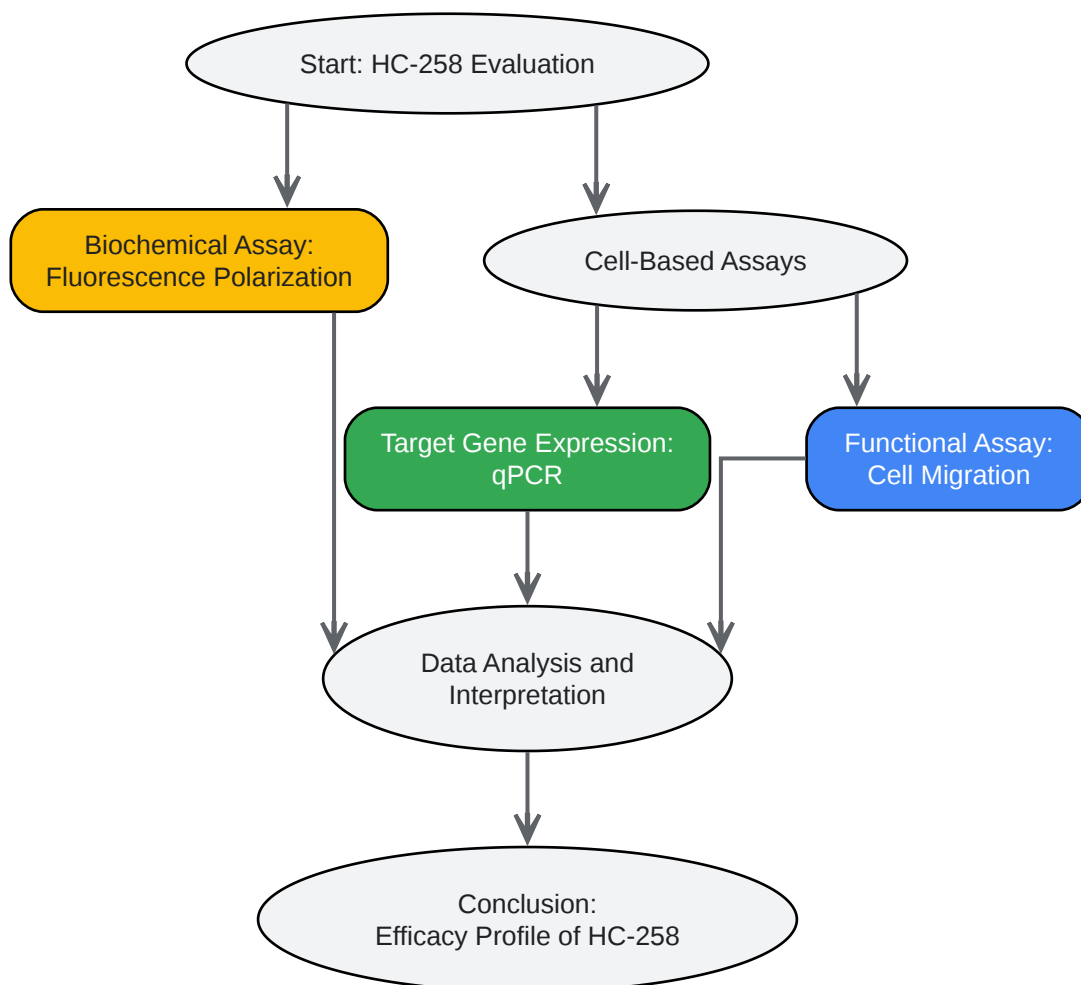 Start: HC-258 Evaluation
Biochemical Assay:
Fluorescence Polarization
Cell-Based Assays
Target Gene Expression:
qPCR
Functional Assay:
Cell Migration
Data Analysis and
Interpretation
Conclusion:
Efficacy Profile of HC-258